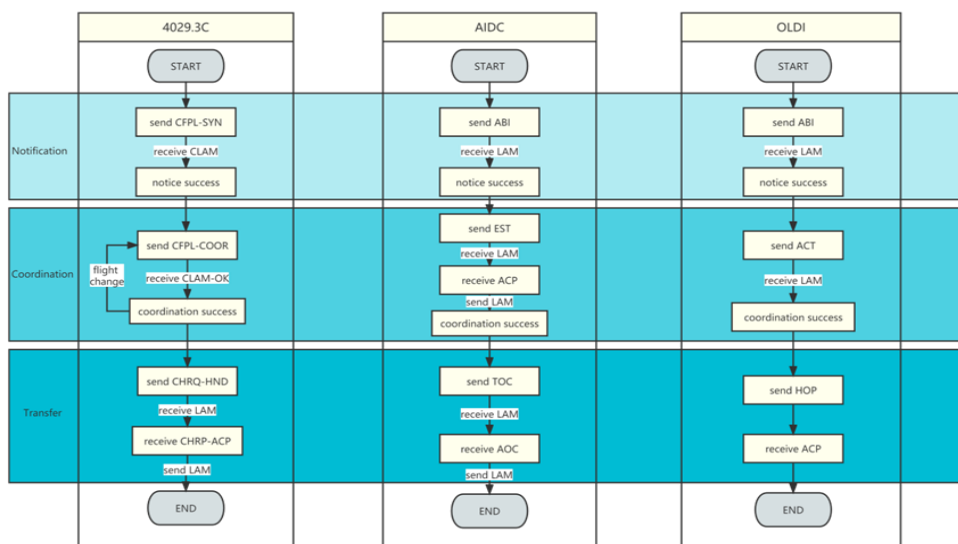 4029.3C
AIDC
OLDI
START
START
START
Notification
send CFPL-SYN
receive CLAM
notice success
send ABI
receive LAM
notice success
send ABI
receive LAM
notice success
Coordination
send CFPL-COOR
flight
change
receive CLAM-OK
coordination success
send EST
receive LAM
receive ACP
send LAM
coordination success
send ACT
receive LAM
coordination success
Transfer
send CHRQ-HND
receive LAM
receive CHRP-ACP
send LAM
send TOC
receive LAM
receive AOC
send LAM
send HOP
receive ACP
END
END
END